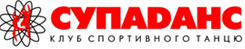 СУПАДАНС
КЛУБ СПОРТИВНОГО ТАНЦЮ